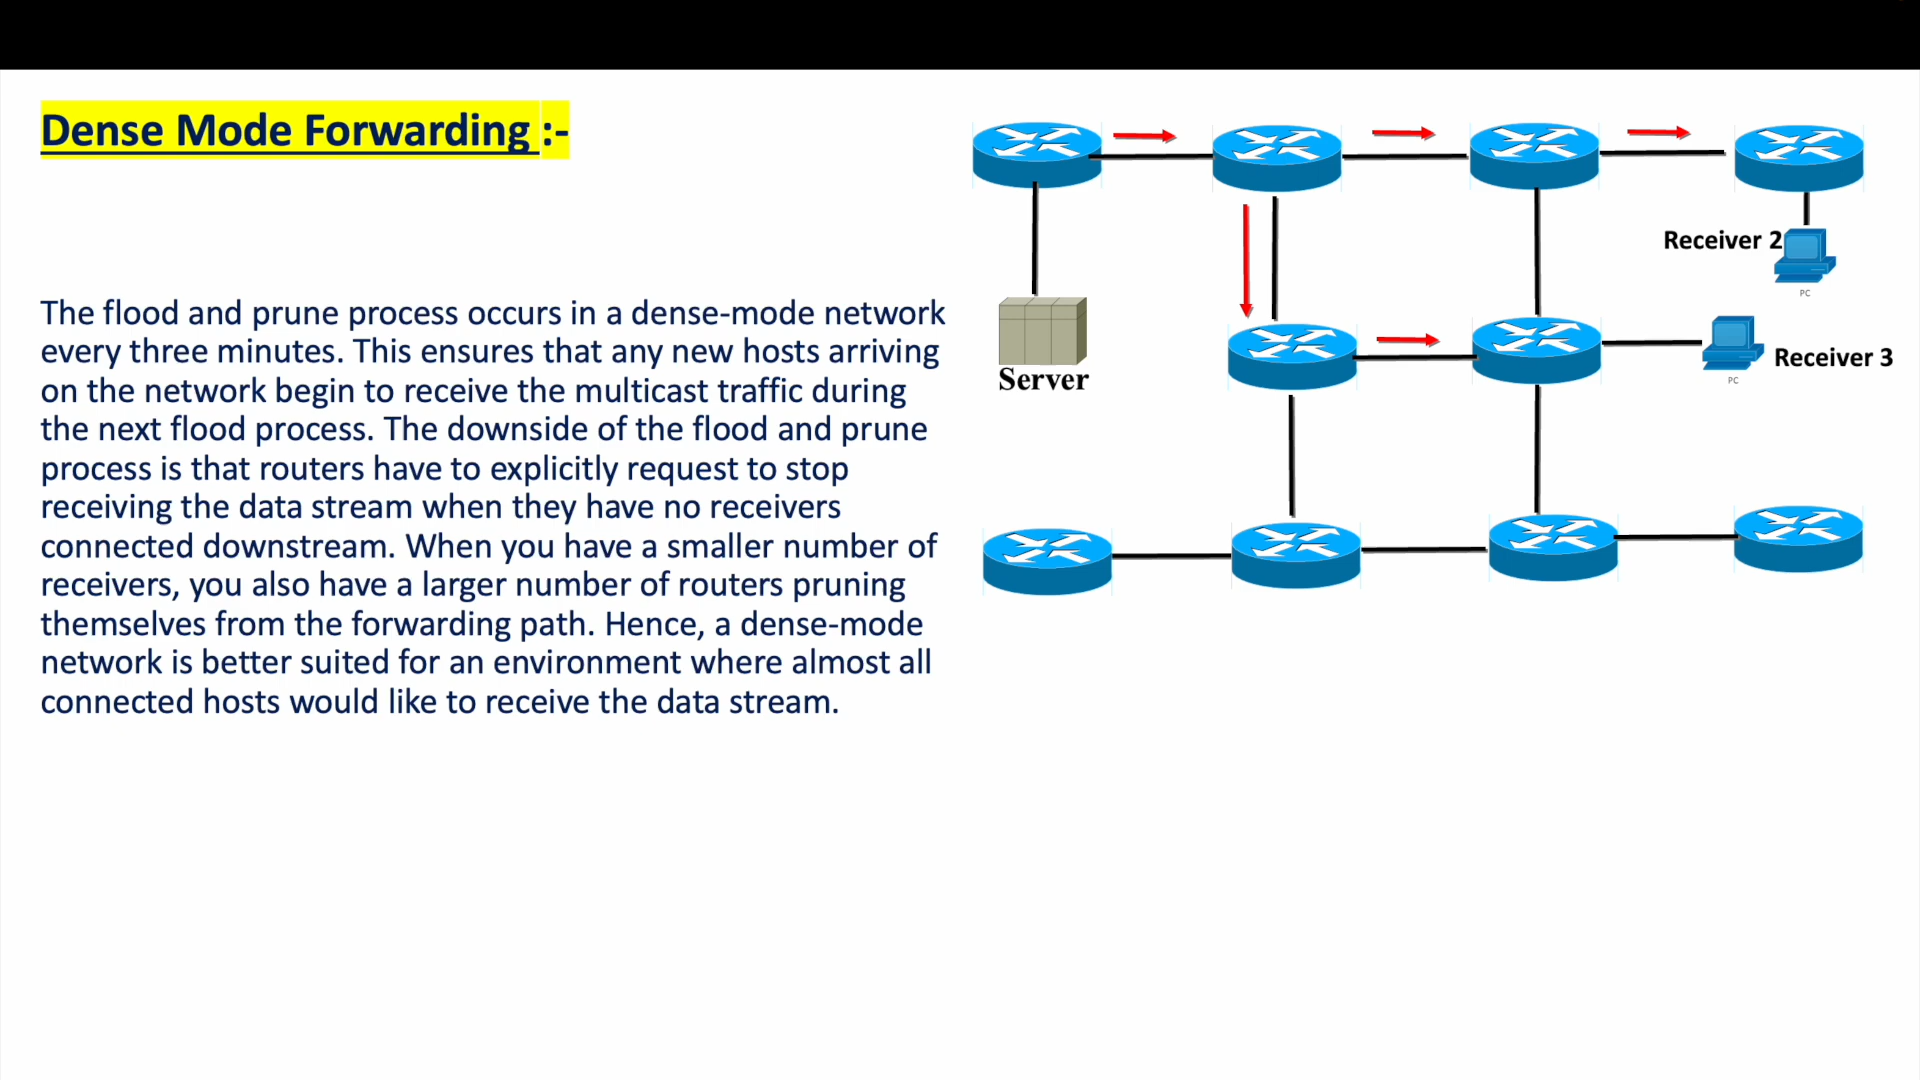 Dense Mode Forwarding :-
The flood and prune process occurs in a dense-mode network
every three minutes. This ensures that any new hosts arriving
on the network begin to receive the multicast traffic during
the next flood process. The downside of the flood and prune
process is that routers have to explicitly request to stop
receiving the data stream when they have no receivers
connected downstream. When you have a smaller number of
receivers, you also have a larger number of routers pruning
themselves from the forwarding path. Hence, a dense-mode
network is better suited for an environment where almost all
connected hosts would like to receive the data stream.
Receiver 2
PC
Server
Receiver 3
PC